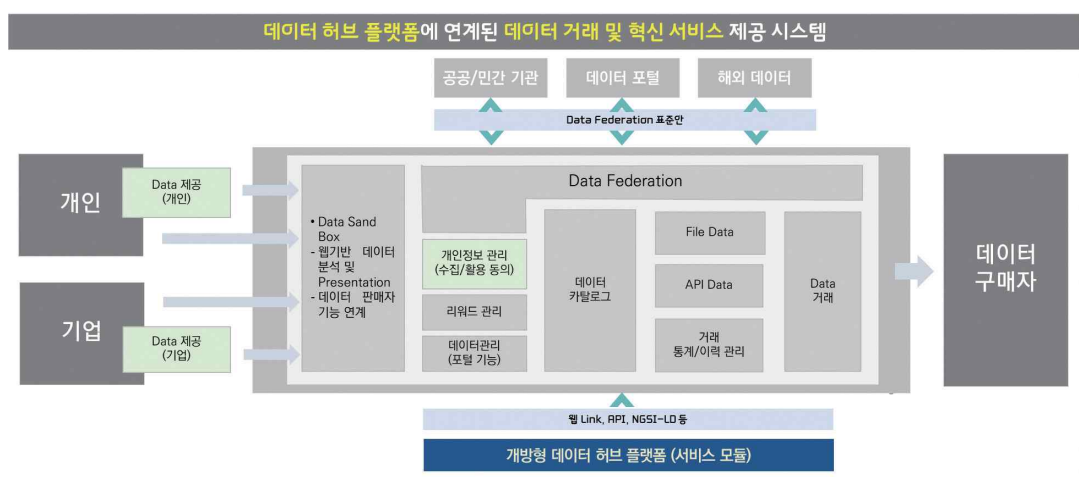 데이터 허브 플랫폼에 연계된 데이터 거래 및 혁신 서비스 제공 시스템
공공/민간 기관
데이터 포털
해외 데이터
Data Federation 표준안
개인
Data 제공
(개인)
기업
Data 제공
(기업)
• Data Sand
Box
- 웹기반 데이터
분석 및
Presentation
- 데이터 판매자
기능 연계
Data Federation
개인정보 관리
(수집/활용 동의)
리워드 관리
데이터관리
(포털 기능)
데이터
카탈로그
File Data
API Data
거래
통계/이력 관리
Data
거래
데이터
구매자
웹 Link, API, NGSI-LD 등
개방형 데이터 허브 플랫폼 (서비스 모듈)